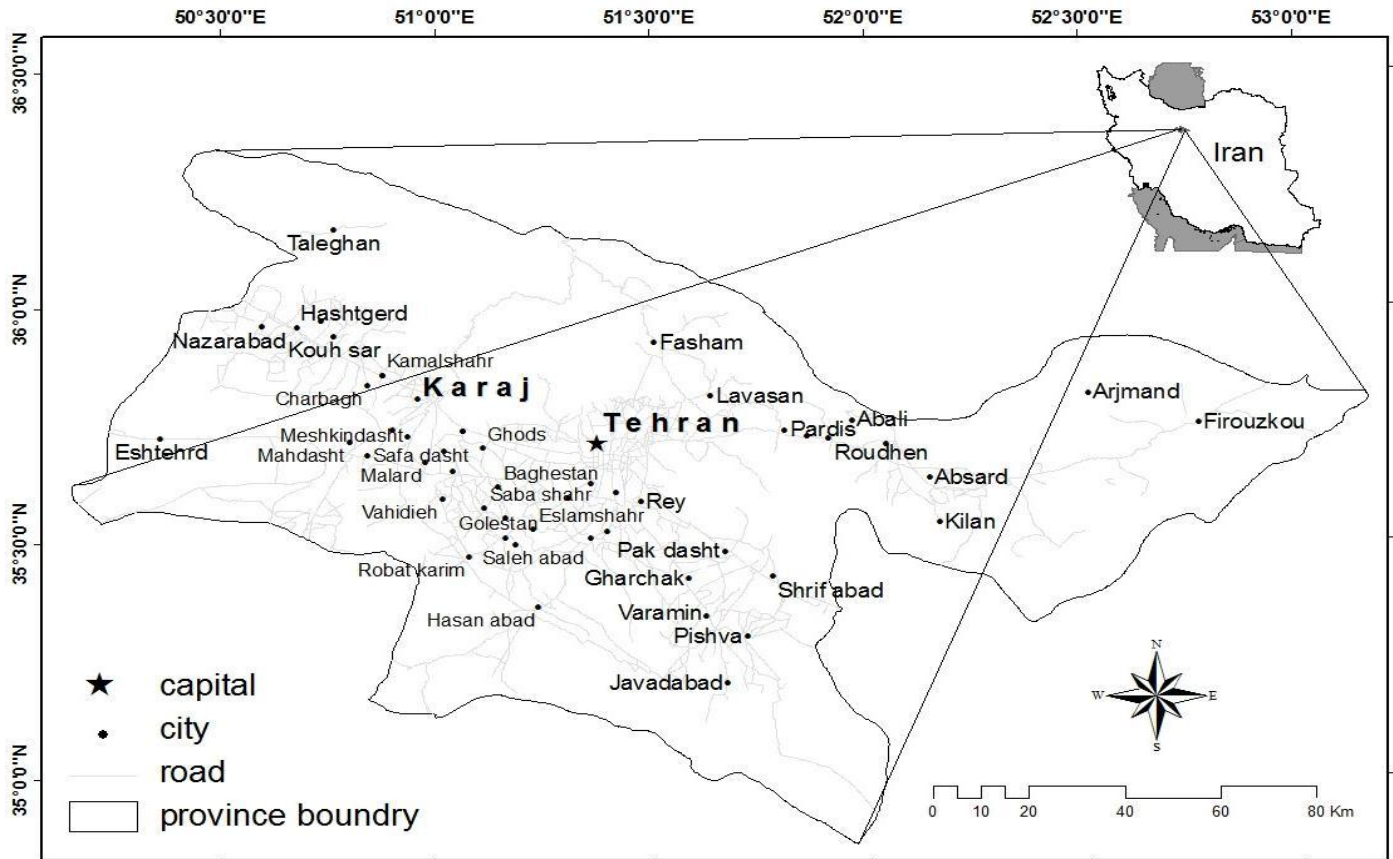 50°30'0"E 51°0'0"E 51°30'0"E 52°0'0"E 52°30'0"E 53°0'0"E
36°30'0"N
36°0'0"N
35°30'0"N
35°0'0"N
Iran
Taleghan
Hashtgerd
Nazarabad
Kouh sar
Kamalshahr
Charbagh
Karaj
Fasham
Lavasan
Arjmand
Firouzkou
Tehran
Abali
Pardis
Roudhen
Eshtehrd
Meshkindasht
Ghods
Mahdasht
Safa dasht
Malard
Baghestan
Saba shahr
Absard
Rey
Vahidieh
Golestan
Eslamshahr
Kilan
Robat karim
Saleh abad
Pak dasht
Gharchak
Shrif abad
Hasan abad
Varamin
Pishva
Javadabad
capital
city
road
province boundry
N
W E
S
0 10 20 40 60 80 Km